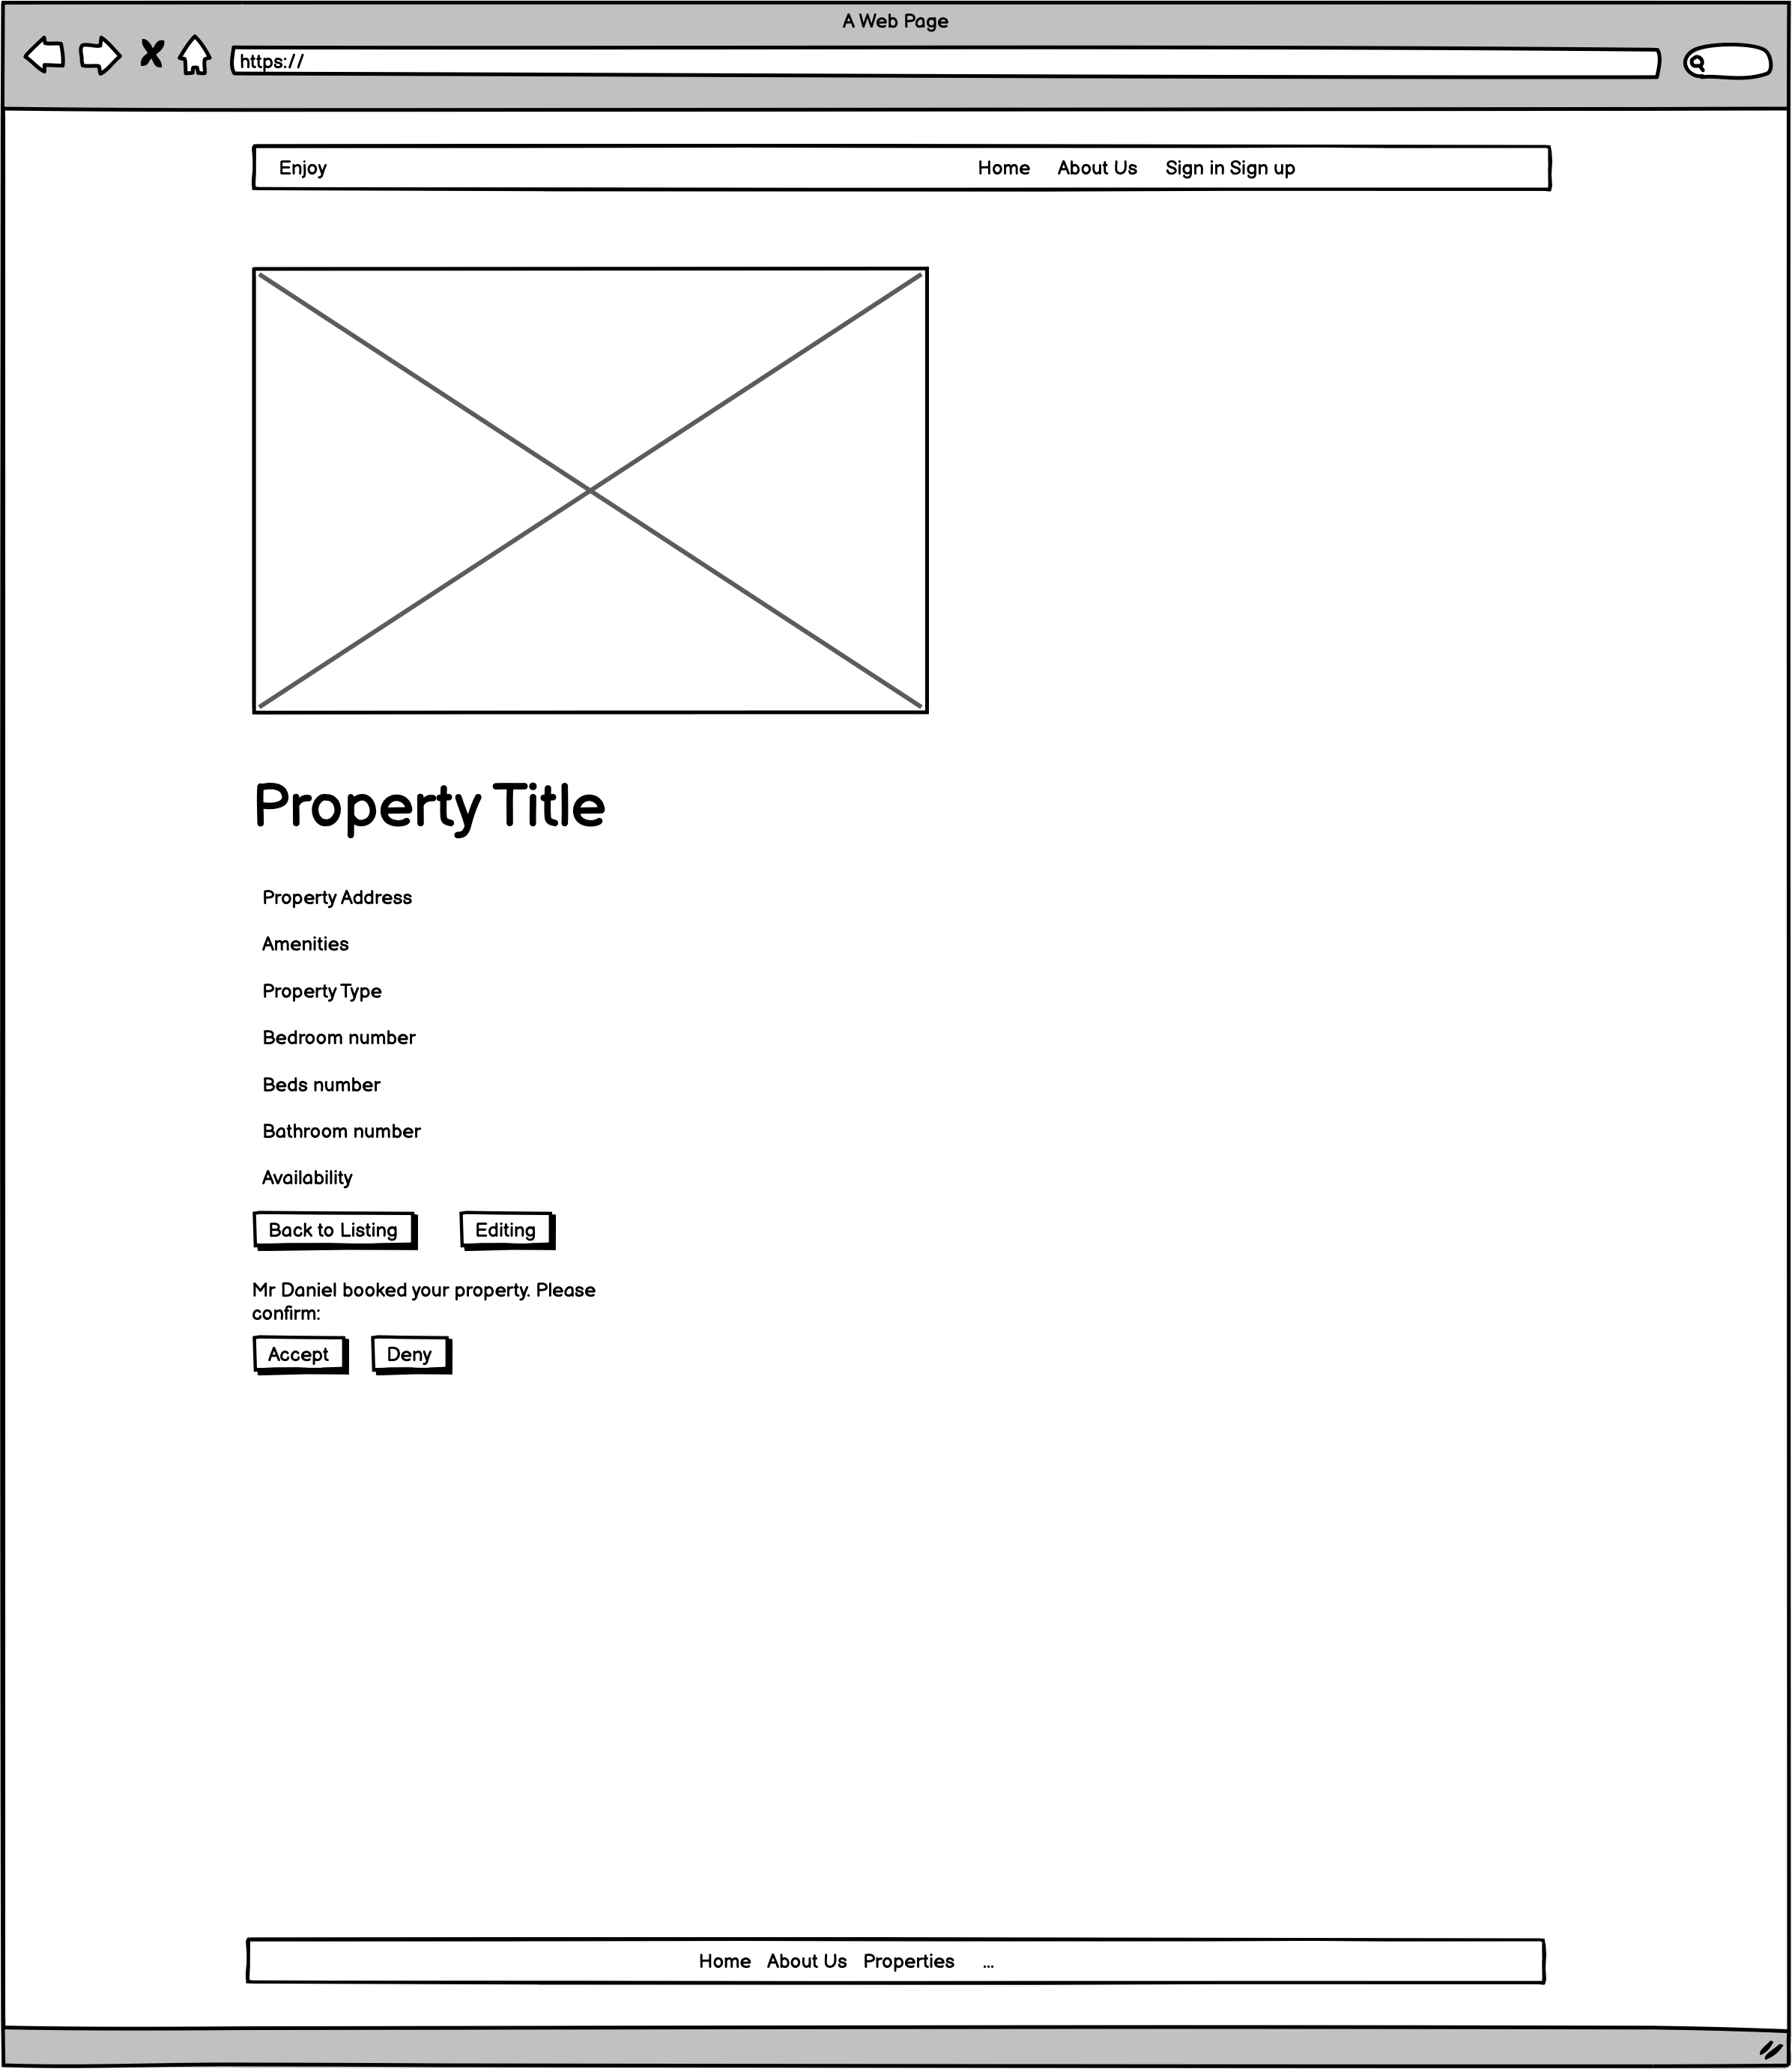 A Web Page
https://
Enjoy Home About Us Sign in Sign up
Property Title
Property Address
Amenities
Property Type
Bedroom number
Beds number
Bathroom number
Availability
Back to Listing Editing
Mr Daniel booked your property. Please
confirm:
Accept Deny
Home About Us Properties ...